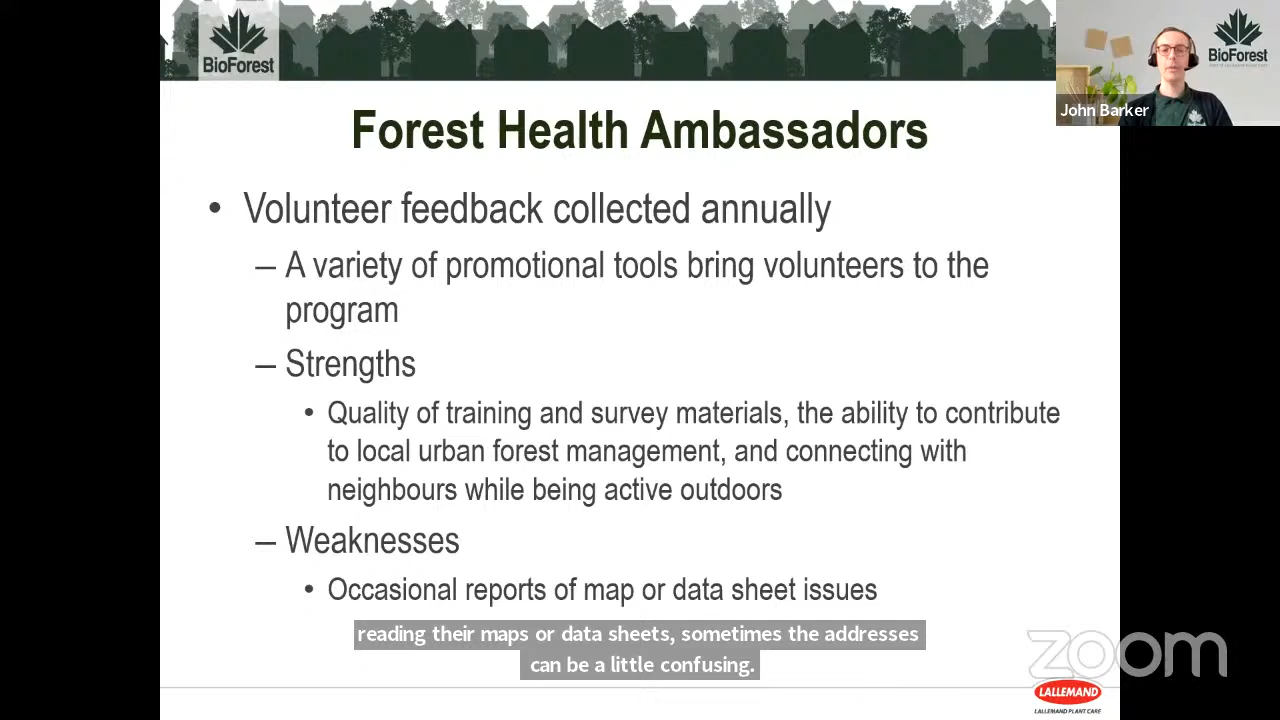 BioForest
BioForest
John Barker
Forest Health Ambassadors
• Volunteer feedback collected annually
– A variety of promotional tools bring volunteers to the
program
– Strengths
• Quality of training and survey materials, the ability to contribute
to local urban forest management, and connecting with
neighbours while being active outdoors
– Weaknesses
• Occasional reports of map or data sheet issues
reading their maps or data sheets, sometimes the addresses
can be a little confusing.
zoom
LALLEMAND
LALLEMAND PLANT CARE